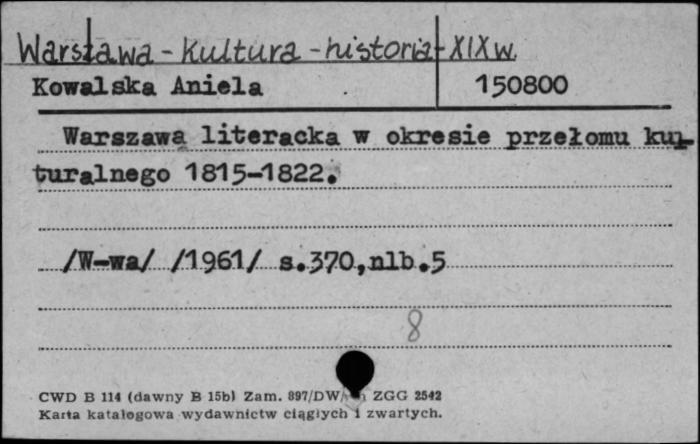 Warszawa - Kultura - historia - XIX w.
Kowalska Aniela 150800
Warszawa literacka w okresie przełomu kul-
turalnego 1815-1822.
/W-wa/ /1961/ s.370,nlb.5
8
CWD B 114 (dawny B 15b) Zam. 897/DW/ ZGG 2542
Karta katalogowa wydawnictw ciągłych i zwartych.